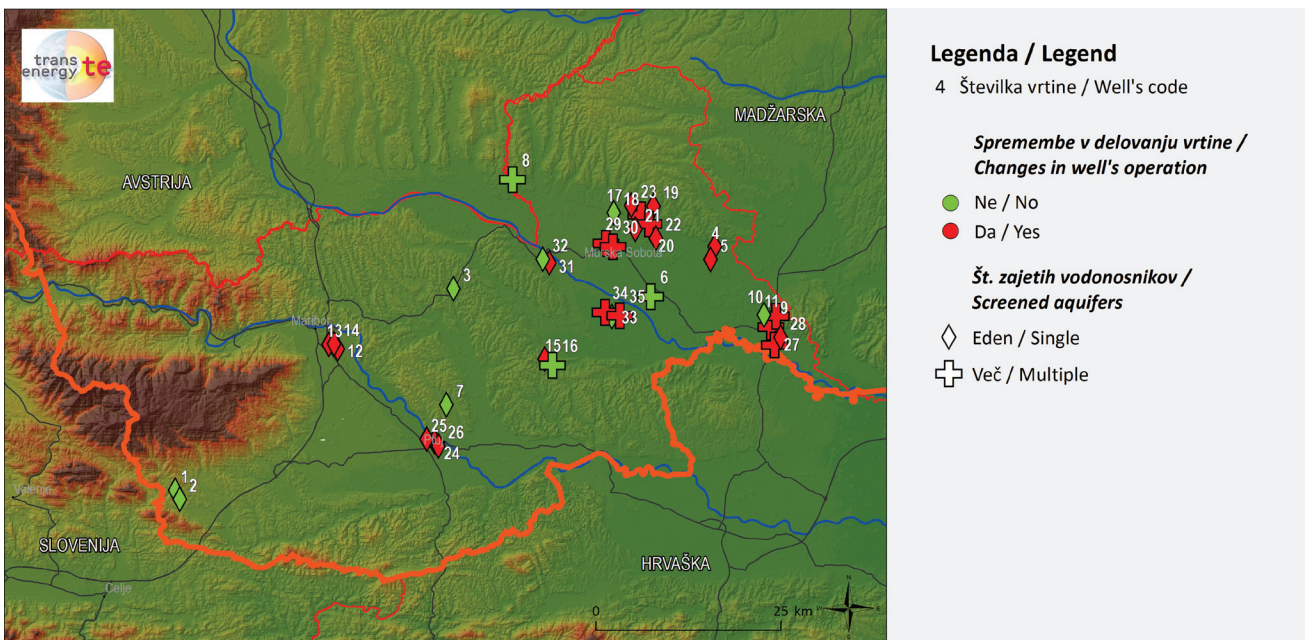 trans
energy te
MADŽARSKA
AVSTRIJA
8
17
18
23
19
29
30
21
22
20
Murska Sobota
4
5
32
31
3
6
34
35
33
10
11
9
28
27
Maribor
13
14
12
15
16
7
25
26
Ptuj
24
1
2
Velenje
SLOVENIJA
HRVAŠKA
Celje
0
25 km
N
W
E
S
Legenda / Legend
4 Številka vrtine / Well's code
Spremembe v delovanju vrtine /
Changes in well's operation
Ne / No
Da / Yes
Št. zajetih vodonosnikov /
Screened aquifers
Eden / Single
Več / Multiple